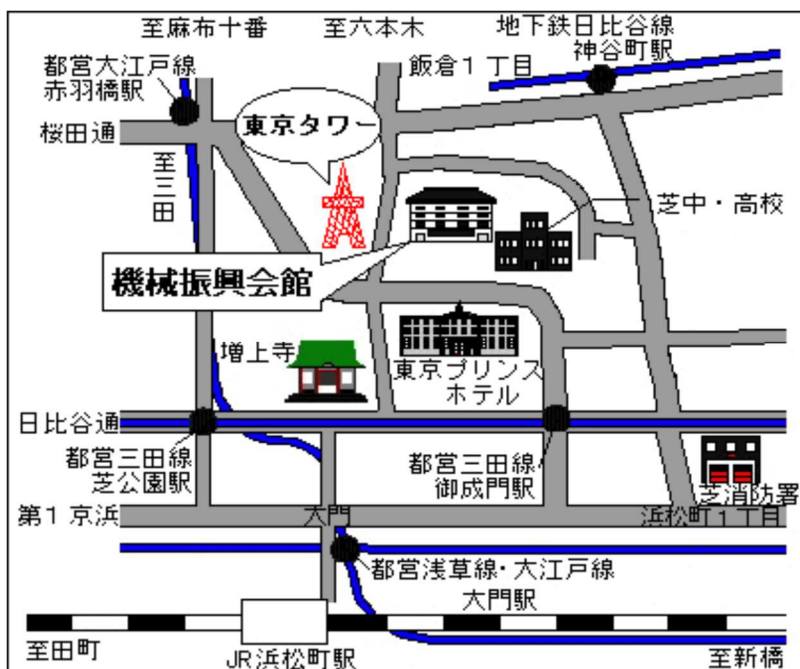 至麻布十番
至六本木
地下鉄日比谷線
神谷町駅
都営大江戸線
赤羽橋駅
飯倉1丁目
東京タワー
桜田通
至三田
芝中・高校
機械振興会館
増上寺
東京プリンス
ホテル
日比谷通
都営三田線
芝公園駅
都営三田線
御成門駅
芝消防署
第1京浜
大門
浜松町1丁目
都営浅草線・大江戸線
大門駅
至田町
JR浜松町駅
至新橋